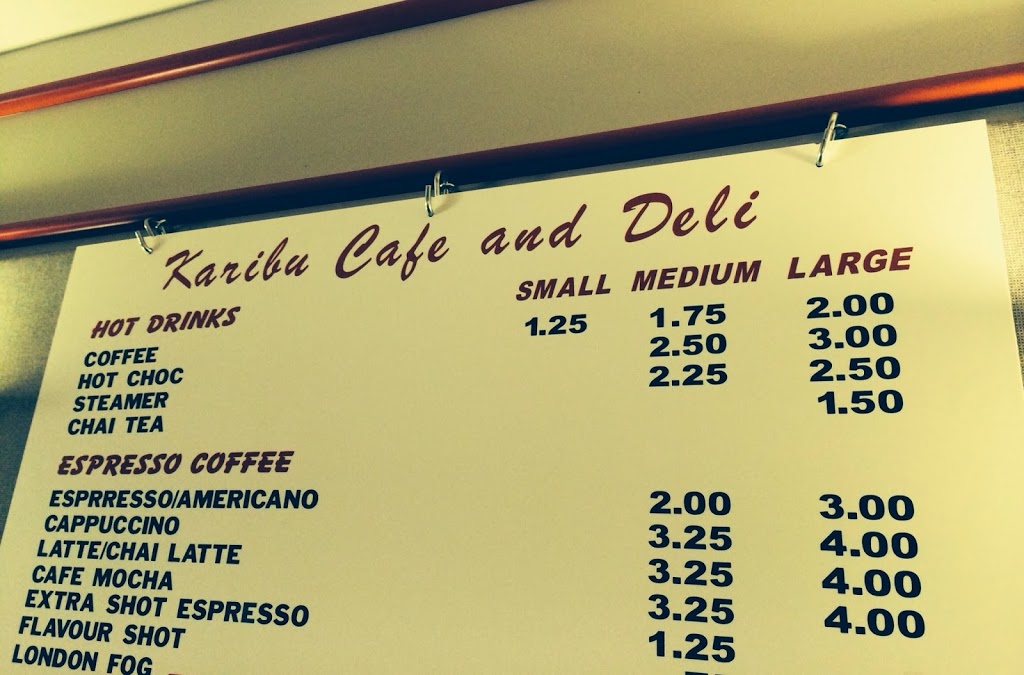 Karibu Cafe and Deli
SMALL MEDIUM LARGE
HOT DRINKS
COFFEE 1.25 1.75 2.00
HOT CHOC 2.50 3.00
STEAMER 2.25 2.50
CHAI TEA 1.50
ESPRESSO COFFEE
ESPRRESSO/AMERICANO 2.00 3.00
CAPPUCCINO 3.25 4.00
LATTE/CHAI LATTE 3.25 4.00
CAFE MOCHA 3.25 4.00
EXTRA SHOT ESPRESSO 1.25
FLAVOUR SHOT
LONDON FOG